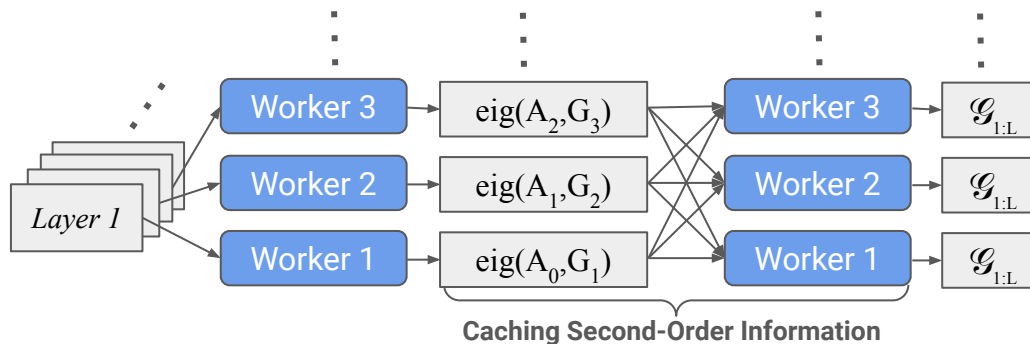 Worker 3 eig(A₂,G₃) Worker 3 𝒢₁:L
Worker 2 eig(A₁,G₂) Worker 2 𝒢₁:L
Layer 1
Worker 1 eig(A₀,G₁) Worker 1 𝒢₁:L
Caching Second-Order Information